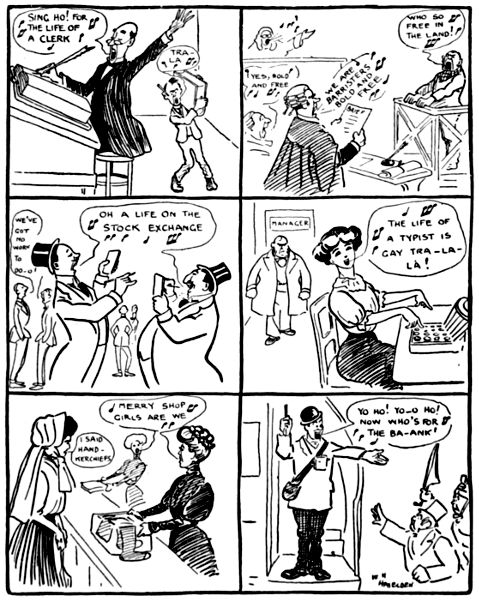 SING HO! FOR
THE LIFE OF
A CLERK
TRA-
LA
YES, BOLD
AND FREE
WE ARE
BARRISTERS
BOLD
AND
FREE
BRIEF
WHO SO
FREE IN
THE LAND!
WE'VE
GOT
NO
WORK
TO
DO-O!
OH A LIFE ON THE
STOCK EXCHANGE
MANAGER
THE LIFE OF
A TYPIST IS
GAY TRA-LA-
LA!
I SAID
HAND-
KERCHIEFS
MERRY SHOP
GIRLS ARE WE
YO HO! YO-O HO!
NOW WHO'S FOR
THE BA-ANK!
W K
HASELDEN